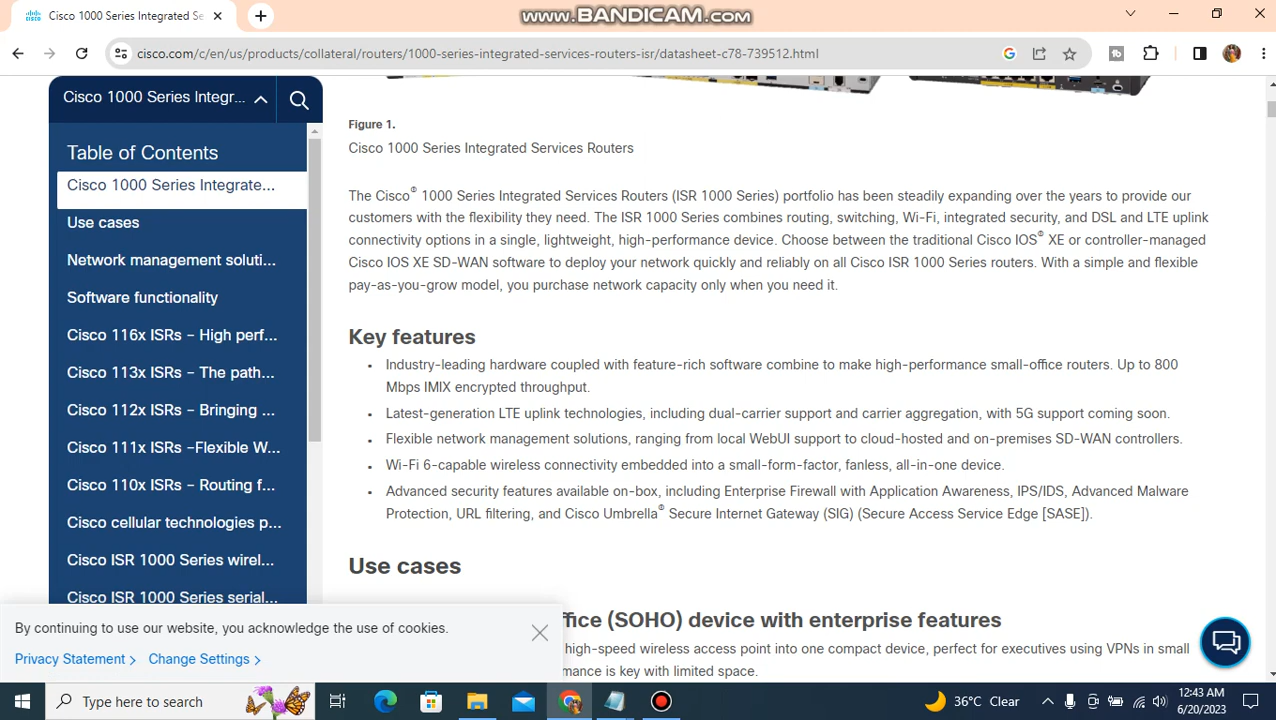 www.BANDICAM.com
Cisco 1000 Series Integrated Se
cisco.com/c/en/us/products/collateral/routers/1000-series-integrated-services-routers-isr/datasheet-c78-739512.html
Cisco 1000 Series Integr...
Table of Contents
Cisco 1000 Series Integrate...
Use cases
Network management soluti...
Software functionality
Cisco 116x ISRs – High perf...
Cisco 113x ISRs – The path...
Cisco 112x ISRs – Bringing ...
Cisco 111x ISRs –Flexible W...
Cisco 110x ISRs – Routing f...
Cisco cellular technologies p...
Cisco ISR 1000 Series wirel...
Cisco ISR 1000 Series serial...
Figure 1.
Cisco 1000 Series Integrated Services Routers
The Cisco® 1000 Series Integrated Services Routers (ISR 1000 Series) portfolio has been steadily expanding over the years to provide our
customers with the flexibility they need. The ISR 1000 Series combines routing, switching, Wi-Fi, integrated security, and DSL and LTE uplink
connectivity options in a single, lightweight, high-performance device. Choose between the traditional Cisco IOS® XE or controller-managed
Cisco IOS XE SD-WAN software to deploy your network quickly and reliably on all Cisco ISR 1000 Series routers. With a simple and flexible
pay-as-you-grow model, you purchase network capacity only when you need it.
Key features
• Industry-leading hardware coupled with feature-rich software combine to make high-performance small-office routers. Up to 800
Mbps IMIX encrypted throughput.
• Latest-generation LTE uplink technologies, including dual-carrier support and carrier aggregation, with 5G support coming soon.
• Flexible network management solutions, ranging from local WebUI support to cloud-hosted and on-premises SD-WAN controllers.
• Wi-Fi 6-capable wireless connectivity embedded into a small-form-factor, fanless, all-in-one device.
• Advanced security features available on-box, including Enterprise Firewall with Application Awareness, IPS/IDS, Advanced Malware
Protection, URL filtering, and Cisco Umbrella® Secure Internet Gateway (SIG) (Secure Access Service Edge [SASE]).
Use cases
ffice (SOHO) device with enterprise features
high-speed wireless access point into one compact device, perfect for executives using VPNs in small
mance is key with limited space.
By continuing to use our website, you acknowledge the use of cookies.
Privacy Statement > Change Settings >
Type here to search
36°C Clear
12:43 AM
6/20/2023